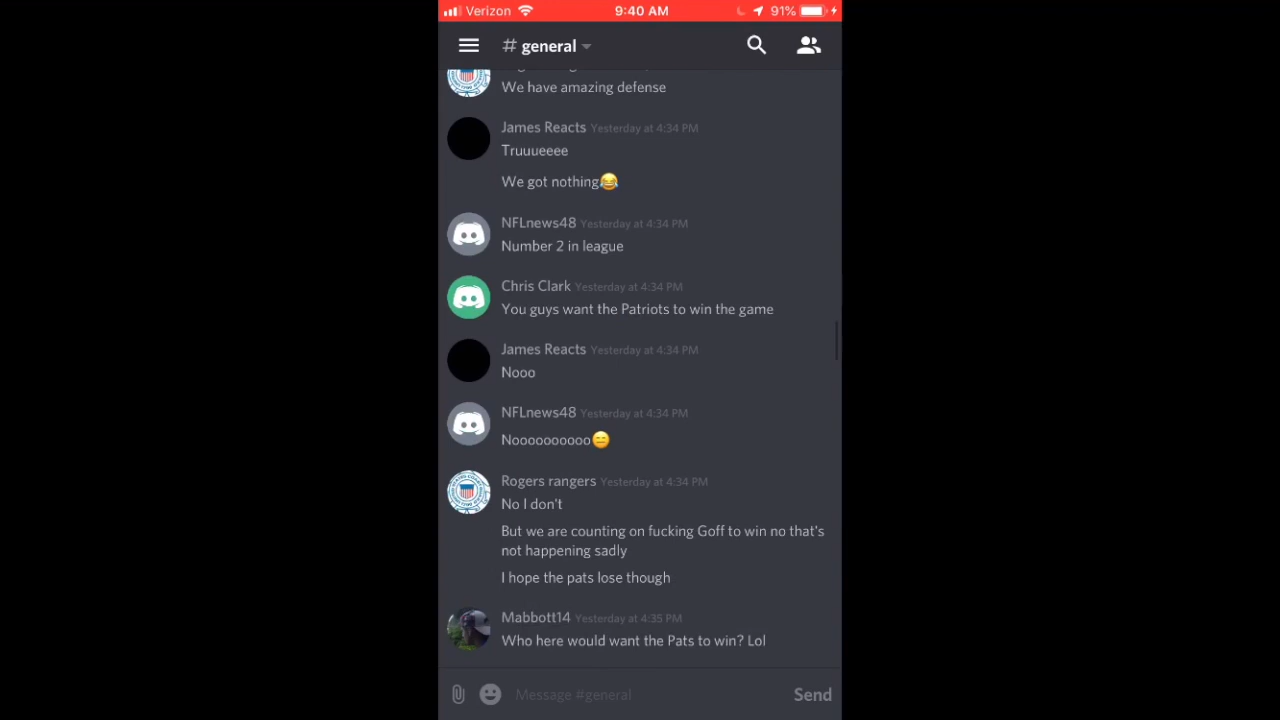 Verizon 9:40 AM 91%
# general
We have amazing defense
James Reacts Yesterday at 4:34 PM
Truuueeee
We got nothing😂
NFLnews48 Yesterday at 4:34 PM
Number 2 in league
Chris Clark Yesterday at 4:34 PM
You guys want the Patriots to win the game
James Reacts Yesterday at 4:34 PM
Nooo
NFLnews48 Yesterday at 4:34 PM
Noooooooooo😑
Rogers rangers Yesterday at 4:34 PM
No I don't
But we are counting on fucking Goff to win no that's
not happening sadly
I hope the pats lose though
Mabbott14 Yesterday at 4:35 PM
Who here would want the Pats to win? Lol
Message #general Send